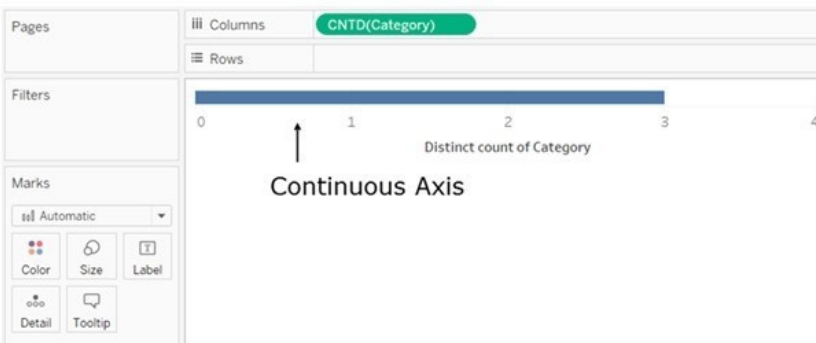 Pages
Columns
CNTD(Category)
Rows
Filters
0 1 2 3 4
Distinct count of Category
Continuous Axis
Marks
Automatic
Color Size Label
T
Detail Tooltip